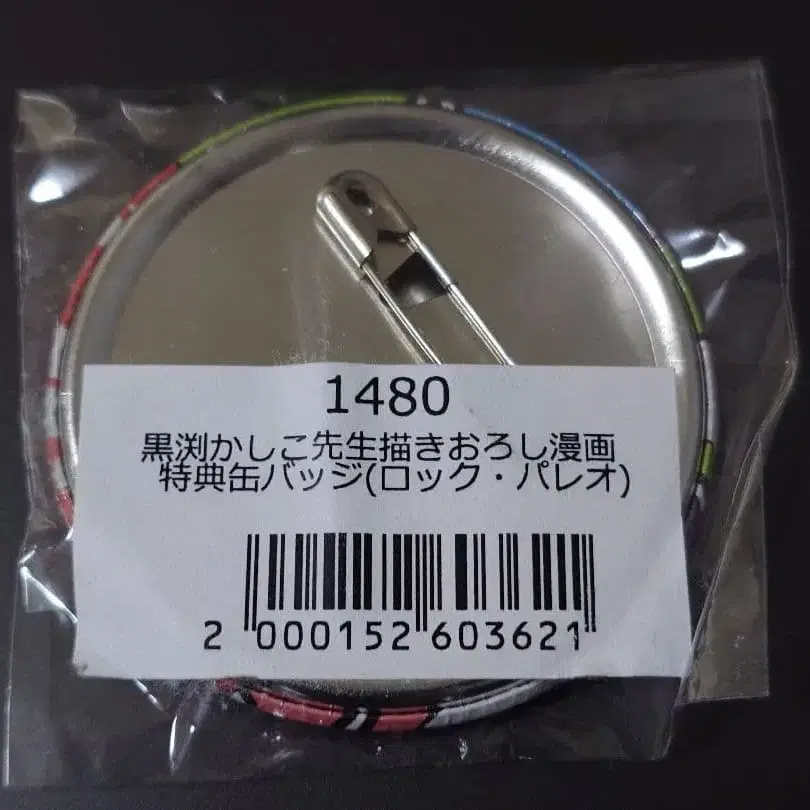 1480
黒渕かしこ先生描きおろし漫画
特典缶バッジ(ロック・パレオ)
2 000152 603621